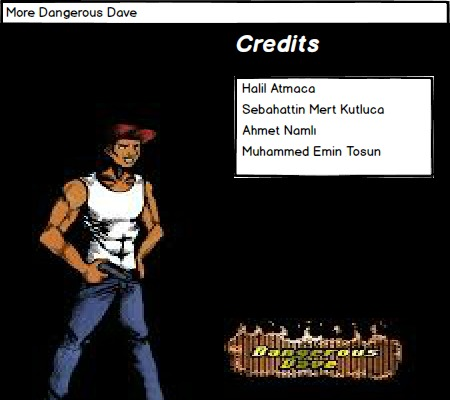 More Dangerous Dave
Credits
Halil Atmaca
Sebahattin Mert Kutluca
Ahmet Namlı
Muhammed Emin Tosun
Dangerous
Dave